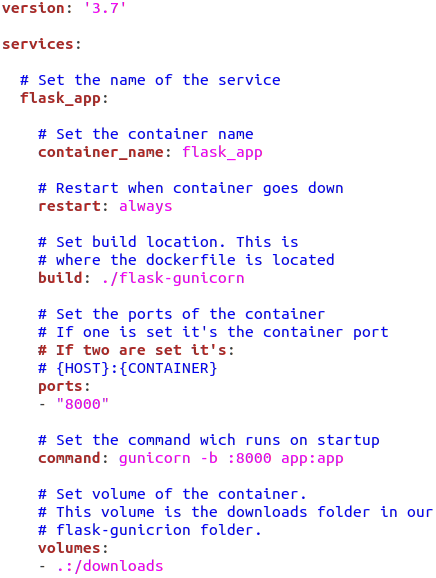 version: '3.7'
services:
# Set the name of the service
flask_app:
# Set the container name
container_name: flask_app
# Restart when container goes down
restart: always
# Set build location. This is
# where the dockerfile is located
build: ./flask-gunicorn
# Set the ports of the container
# If one is set it's the container port
# If two are set it's:
# {HOST}:{CONTAINER}
ports:
- "8000"
# Set the command wich runs on startup
command: gunicorn -b :8000 app:app
# Set volume of the container.
# This volume is the downloads folder in our
# flask-gunicrion folder.
volumes:
- .:/downloads